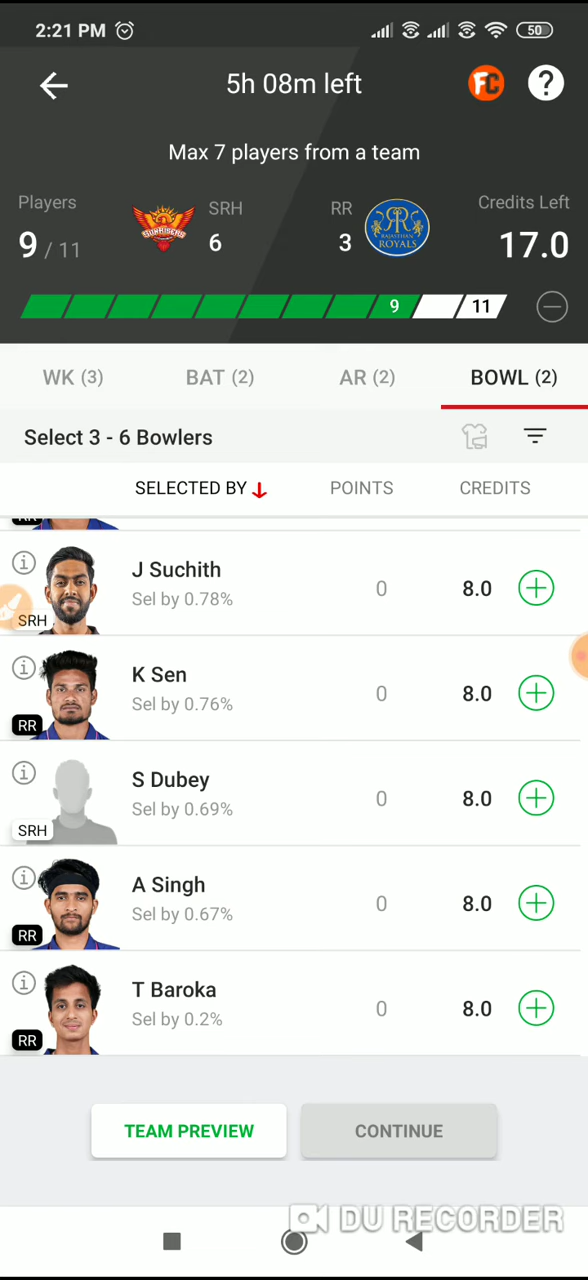 2:21 PM
50
5h 08m left
FC
?
Max 7 players from a team
Players
SRH
RR
Credits Left
9 / 11
6
3
17.0
SUNRISERS
RAJASTHAN
ROYALS
9
11
WK (3)
BAT (2)
AR (2)
BOWL (2)
Select 3 - 6 Bowlers
SELECTED BY
POINTS
CREDITS
RR
J Suchith
Sel by 0.78%
0
8.0
SRH
K Sen
Sel by 0.76%
0
8.0
RR
S Dubey
Sel by 0.69%
0
8.0
SRH
A Singh
Sel by 0.67%
0
8.0
RR
T Baroka
Sel by 0.2%
0
8.0
RR
TEAM PREVIEW
CONTINUE
DU RECORDER